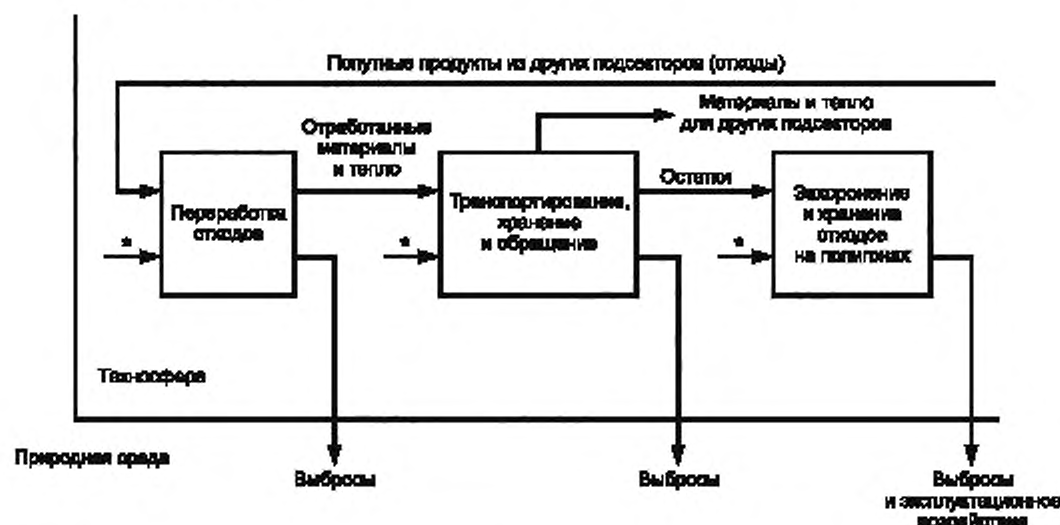 Попутные продукты из других подсекторов (отходы)
Материалы и тепло
для других подсекторов
Отработанные
материалы
и тепло
Остатки
Переработка
отходов
Транспортирование,
хранение
и обращение
Захоронение
и хранение
отходов
на полигонах
*
*
*
Техносфера
Природная среда
Выбросы
Выбросы
Выбросы
и эксплуатационное
воздействие